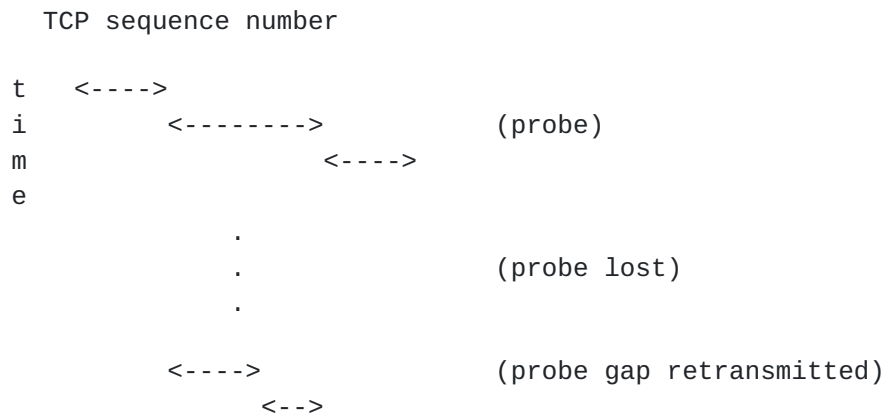 TCP sequence number
t   <---->
i         <-------->           (probe)
m                   <---->
e
.
.                (probe lost)
.
<---->               (probe gap retransmitted)
<-->